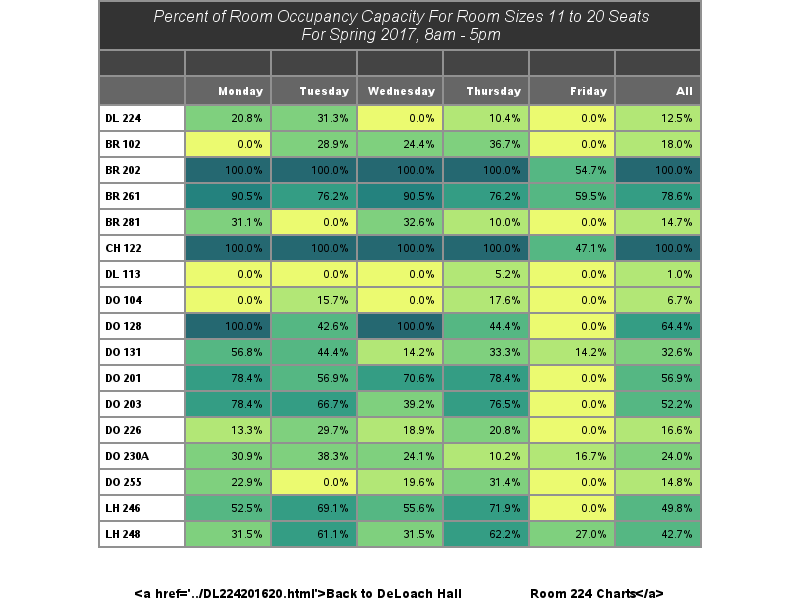 Percent of Room Occupancy Capacity For Room Sizes 11 to 20 Seats
For Spring 2017, 8am - 5pm
Monday Tuesday Wednesday Thursday Friday All
DL 224 20.8% 31.3% 0.0% 10.4% 0.0% 12.5%
BR 102 0.0% 28.9% 24.4% 36.7% 0.0% 18.0%
BR 202 100.0% 100.0% 100.0% 100.0% 54.7% 100.0%
BR 261 90.5% 76.2% 90.5% 76.2% 59.5% 78.6%
BR 281 31.1% 0.0% 32.6% 10.0% 0.0% 14.7%
CH 122 100.0% 100.0% 100.0% 100.0% 47.1% 100.0%
DL 113 0.0% 0.0% 0.0% 5.2% 0.0% 1.0%
DO 104 0.0% 15.7% 0.0% 17.6% 0.0% 6.7%
DO 128 100.0% 42.6% 100.0% 44.4% 0.0% 64.4%
DO 131 56.8% 44.4% 14.2% 33.3% 14.2% 32.6%
DO 201 78.4% 56.9% 70.6% 78.4% 0.0% 56.9%
DO 203 78.4% 66.7% 39.2% 76.5% 0.0% 52.2%
DO 226 13.3% 29.7% 18.9% 20.8% 0.0% 16.6%
DO 230A 30.9% 38.3% 24.1% 10.2% 16.7% 24.0%
DO 255 22.9% 0.0% 19.6% 31.4% 0.0% 14.8%
LH 246 52.5% 69.1% 55.6% 71.9% 0.0% 49.8%
LH 248 31.5% 61.1% 31.5% 62.2% 27.0% 42.7%
<a href='../DL224201620.html'>Back to DeLoach Hall Room 224 Charts</a>